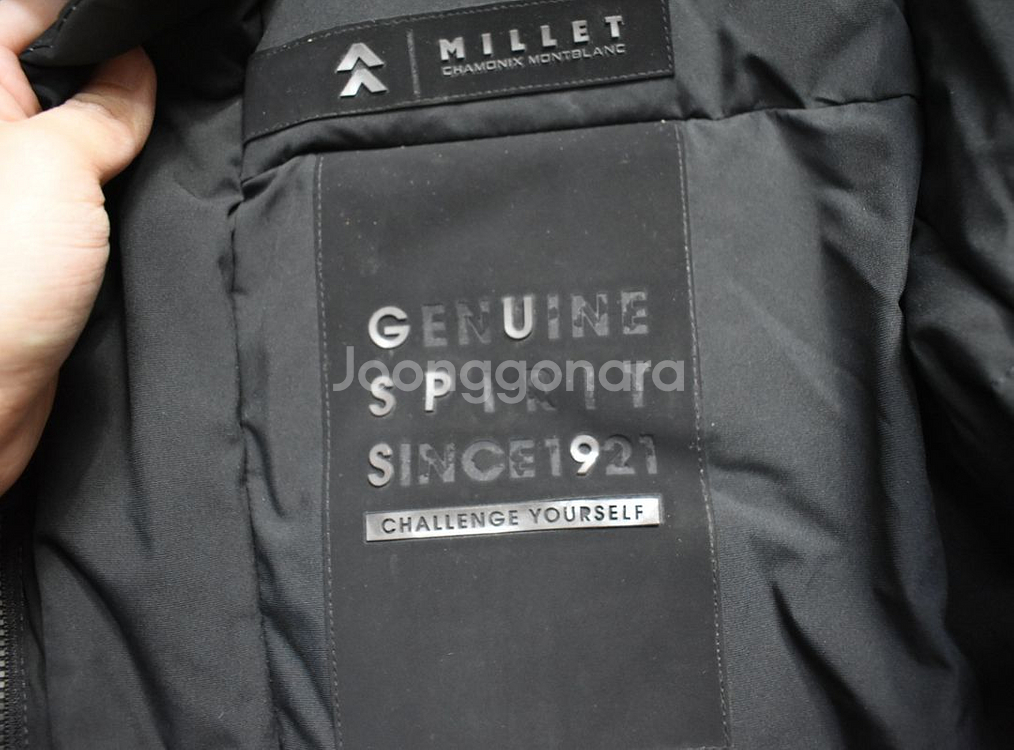 MILLET
CHAMONIX MONTBLANC
GENUINE
Joonggonara
SPIRIT
SINCE1921
CHALLENGE YOURSELF